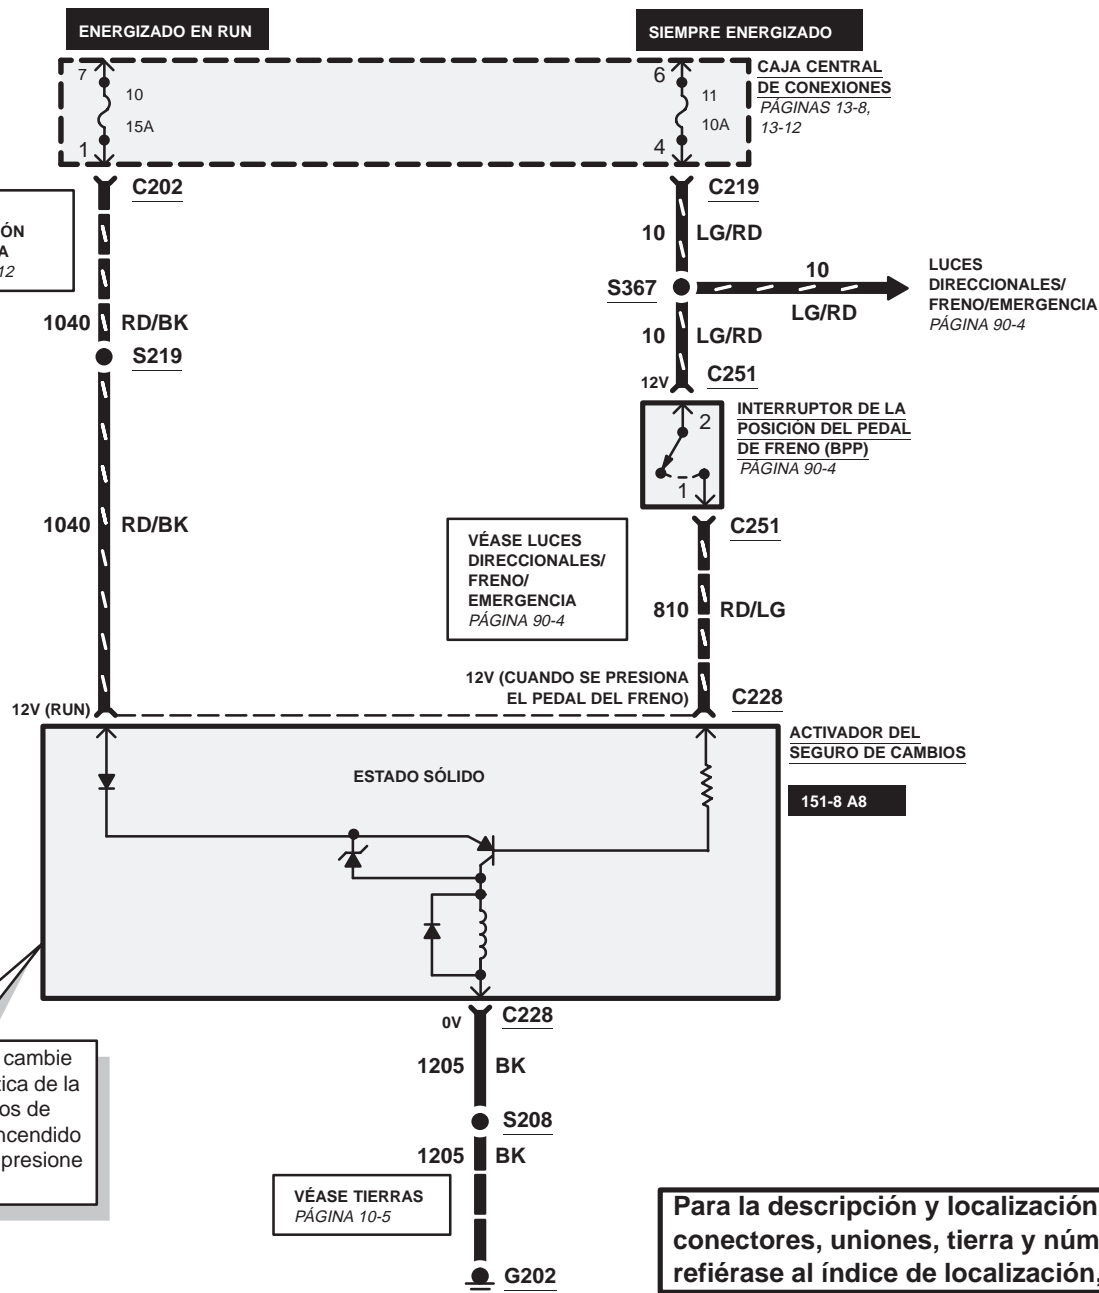 ENERGIZADO EN RUN
SIEMPRE ENERGIZADO
7
10
15A
1
6
11
10A
4
CAJA CENTRAL
DE CONEXIONES
PÁGINAS 13-8,
13-12
C202
C219
ÓN
A
12
10 LG/RD
S367
10
LG/RD
LUCES
DIRECCIONALES/
FRENO/EMERGENCIA
PÁGINA 90-4
1040 RD/BK
S219
10 LG/RD
12V
C251
2
1
INTERRUPTOR DE LA
POSICIÓN DEL PEDAL
DE FRENO (BPP)
PÁGINA 90-4
1040 RD/BK
C251
VÉASE LUCES
DIRECCIONALES/
FRENO/
EMERGENCIA
PÁGINA 90-4
810 RD/LG
12V (CUANDO SE PRESIONA
EL PEDAL DEL FRENO)
C228
12V (RUN)
ACTIVADOR DEL
SEGURO DE CAMBIOS
151-8 A8
ESTADO SÓLIDO
0V
C228
1205 BK
S208
1205 BK
cambie
tica de la
os de
ncendido
presione
VÉASE TIERRAS
PÁGINA 10-5
G202
Para la descripción y localización
conectores, uniones, tierra y núm
refiérase al índice de localización,